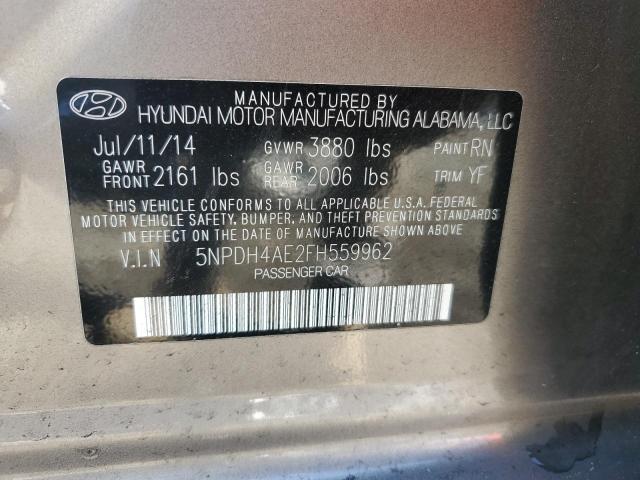 MANUFACTURED BY
HYUNDAI MOTOR MANUFACTURING ALABAMA, LLC
Jul/11/14 GVWR 3880 lbs PAINT RN
GAWR FRONT 2161 lbs GAWR REAR 2006 lbs TRIM YF
THIS VEHICLE CONFORMS TO ALL APPLICABLE U.S.A. FEDERAL
MOTOR VEHICLE SAFETY, BUMPER, AND THEFT PREVENTION
STANDARDS IN EFFECT ON THE DATE OF MANUFACTURE SHOWN ABOVE
V.I.N 5NPDH4AE2FH559962
PASSENGER CAR